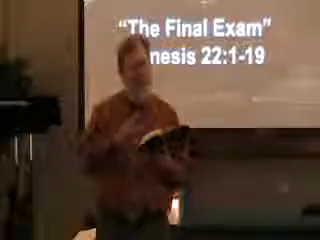 “The Final Exam”
nesis 22:1-19